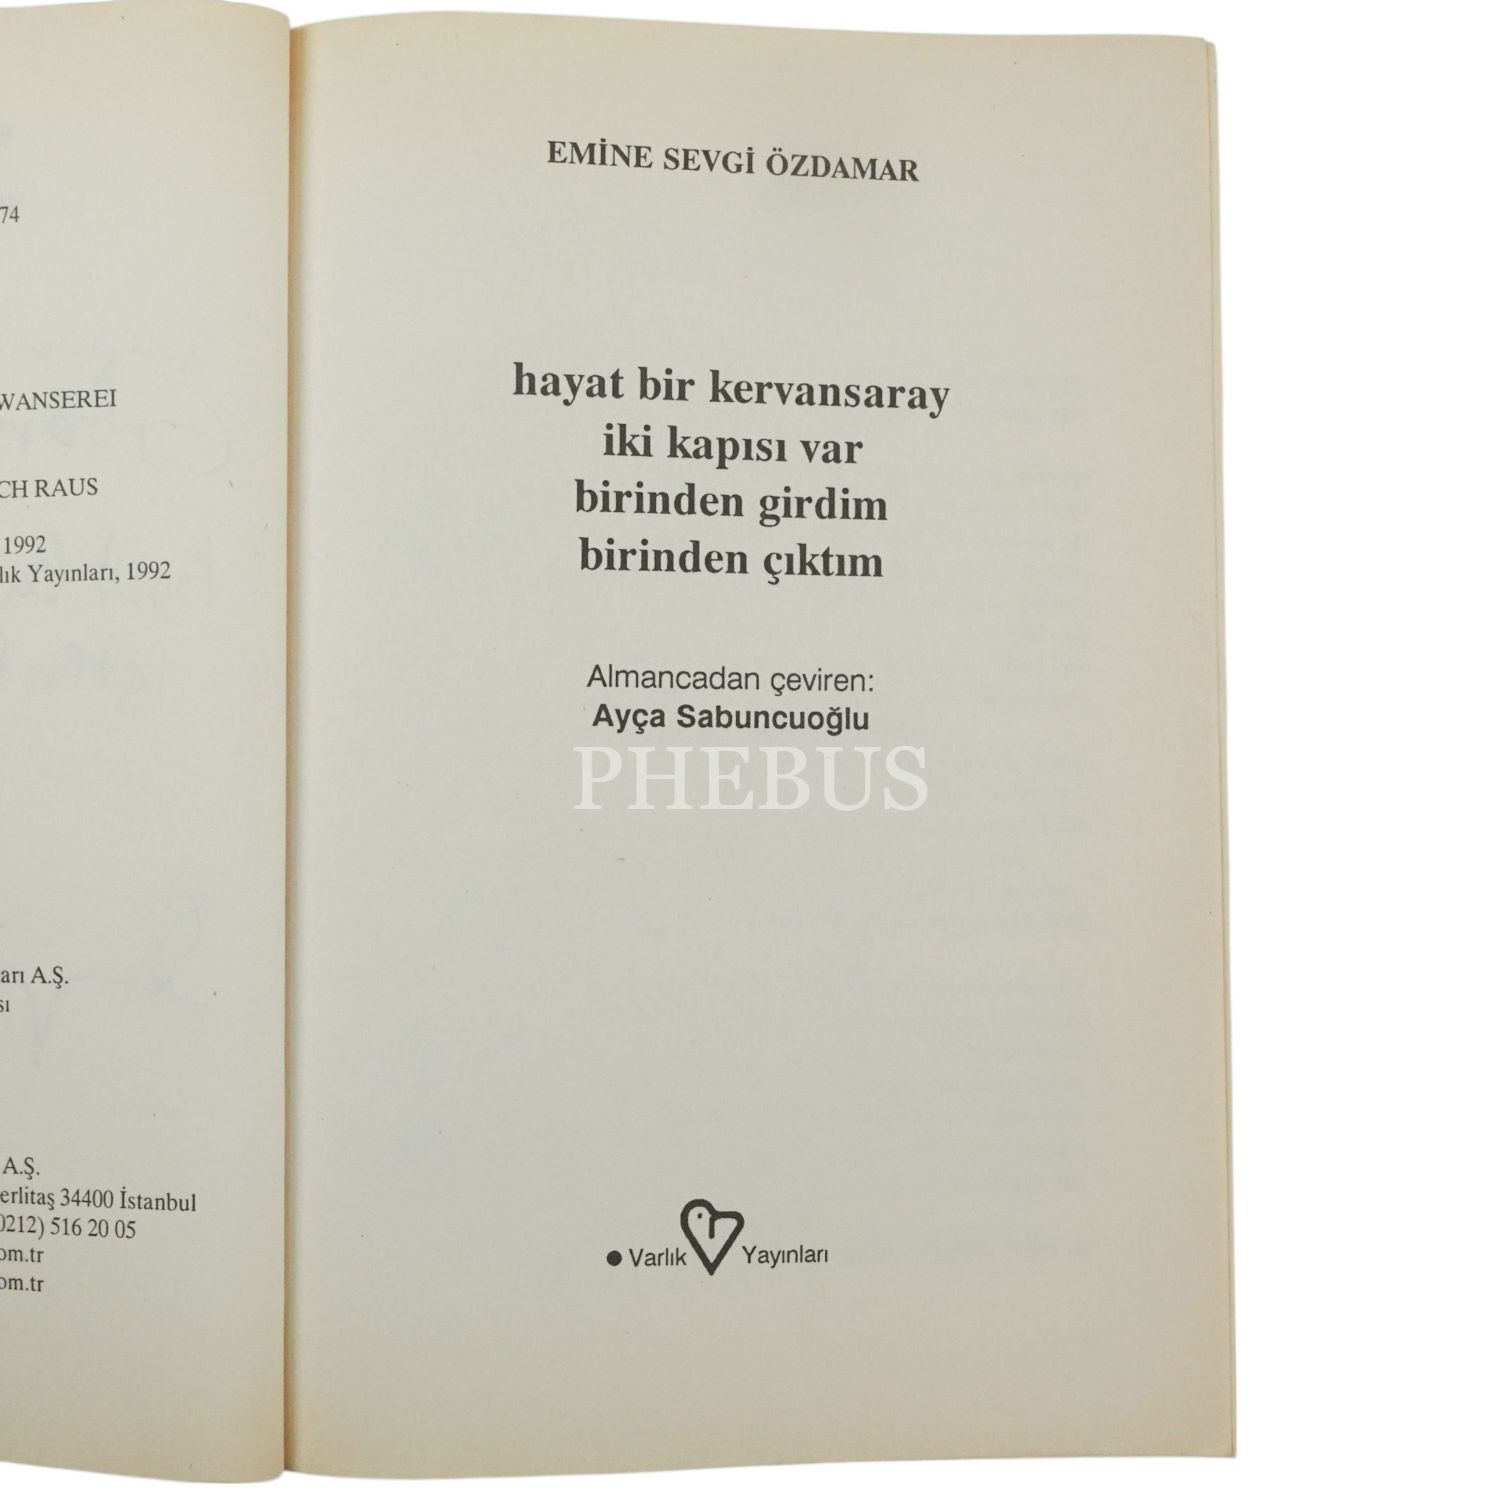 74
WANSEREI
CH RAUS
1992
lık Yayınları, 1992
arı A.Ş.
sı
A.Ş.
erlitaş 34400 İstanbul
0212) 516 20 05
om.tr
om.tr
EMİNE SEVGİ ÖZDAMAR
hayat bir kervansaray
iki kapısı var
birinden girdim
birinden çıktım
Almancadan çeviren:
Ayça Sabuncuoğlu
PHEBUS
● Varlık Yayınları